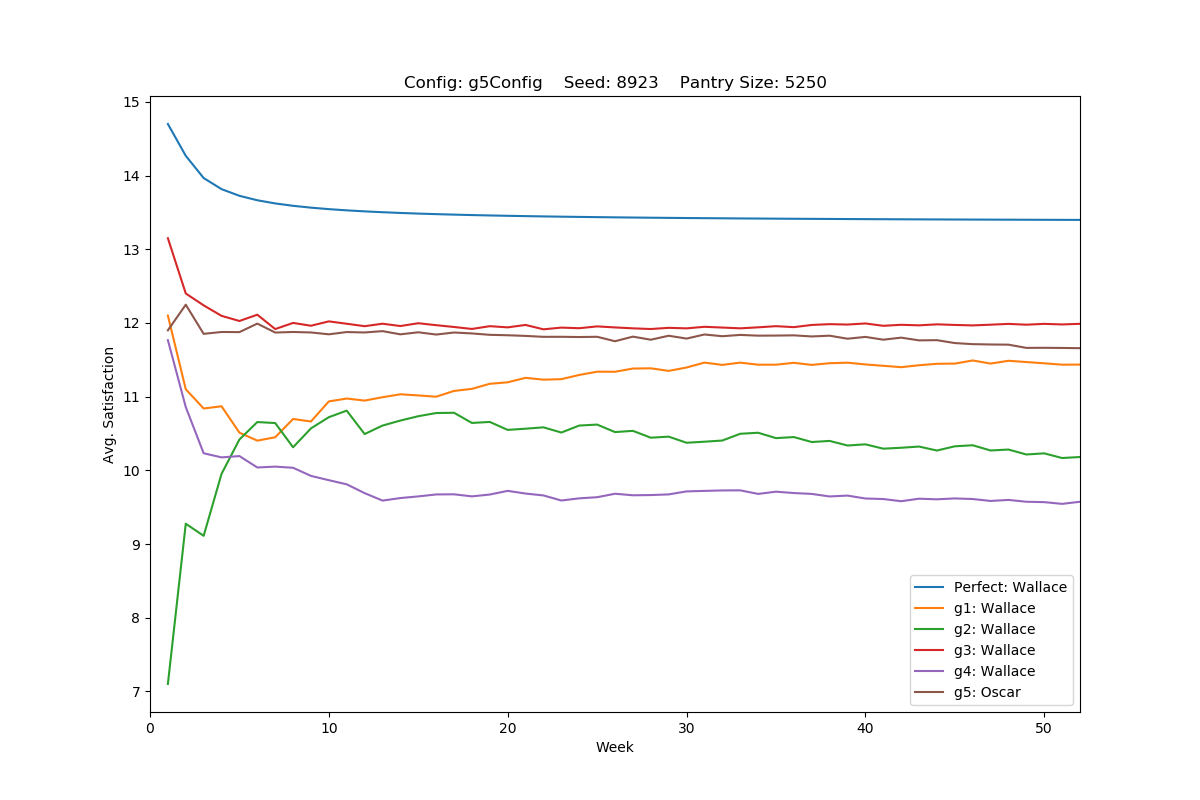 Config: g5Config    Seed: 8923    Pantry Size: 5250
15
14
13
12
11
10
9
8
7
Avg. Satisfaction
0 10 20 30 40 50
Week
Perfect: Wallace
g1: Wallace
g2: Wallace
g3: Wallace
g4: Wallace
g5: Oscar